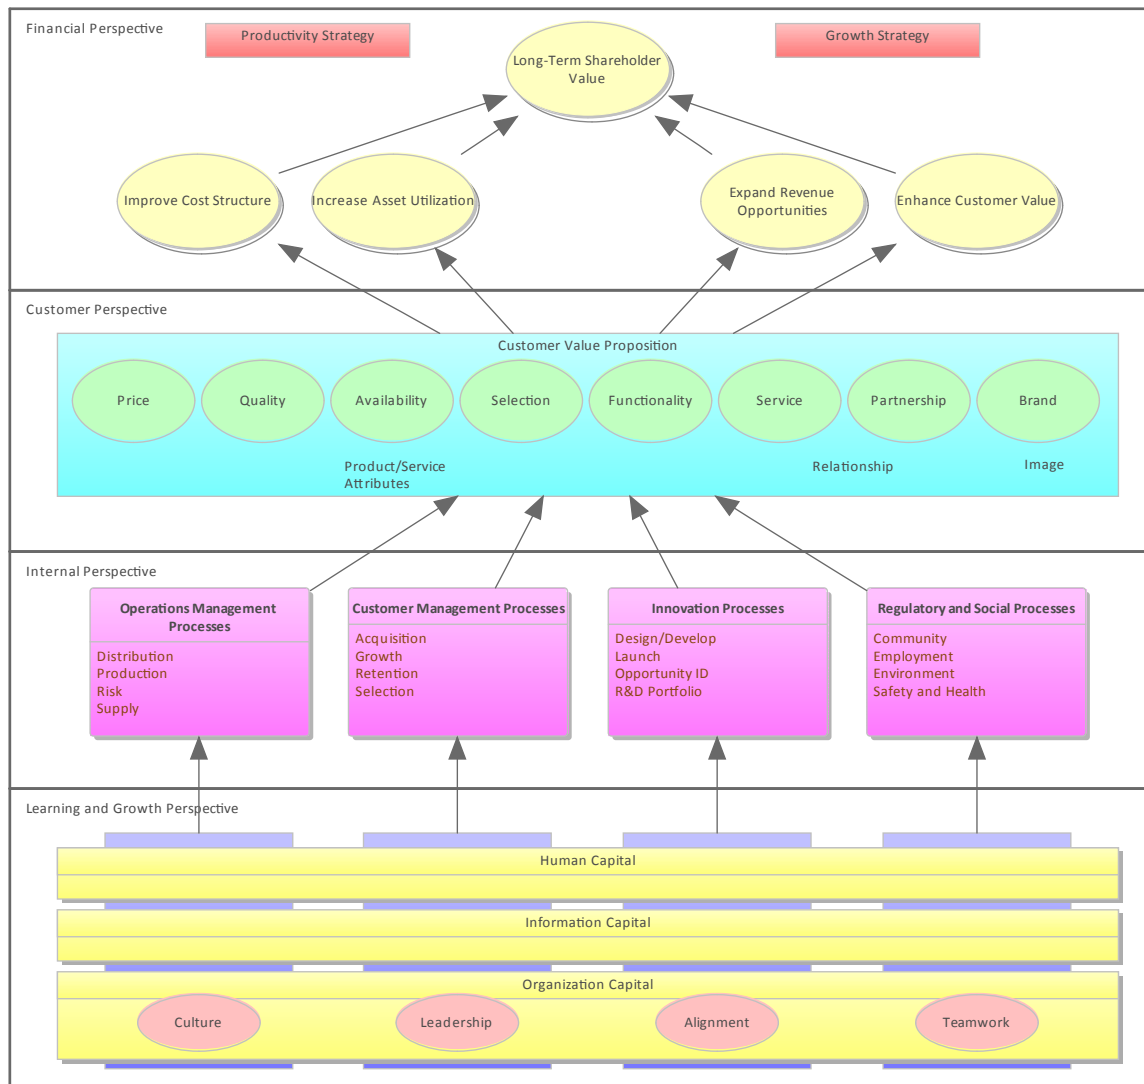 Financial Perspective
Productivity Strategy
Growth Strategy
Long-Term Shareholder
Value
Improve Cost Structure
Increase Asset Utilization
Expand Revenue
Opportunities
Enhance Customer Value
Customer Perspective
Customer Value Proposition
Price
Quality
Availability
Selection
Functionality
Service
Partnership
Brand
Product/Service
Attributes
Relationship
Image
Internal Perspective
Operations Management
Processes
Distribution
Production
Risk
Supply
Customer Management Processes
Acquisition
Growth
Retention
Selection
Innovation Processes
Design/Develop
Launch
Opportunity ID
R&D Portfolio
Regulatory and Social Processes
Community
Employment
Environment
Safety and Health
Learning and Growth Perspective
Human Capital
Information Capital
Organization Capital
Culture
Leadership
Alignment
Teamwork